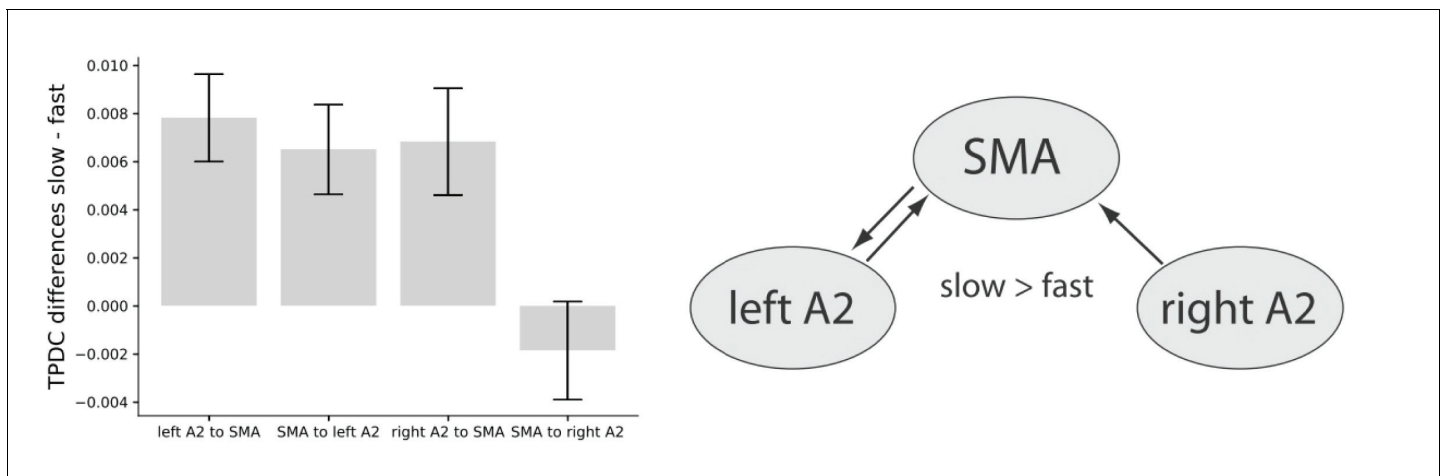 TPDC differences slow - fast
0.010
0.008
0.006
0.004
0.002
0.000
−0.002
−0.004
left A2 to SMA
SMA to left A2
right A2 to SMA
SMA to right A2
SMA
left A2
slow > fast
right A2